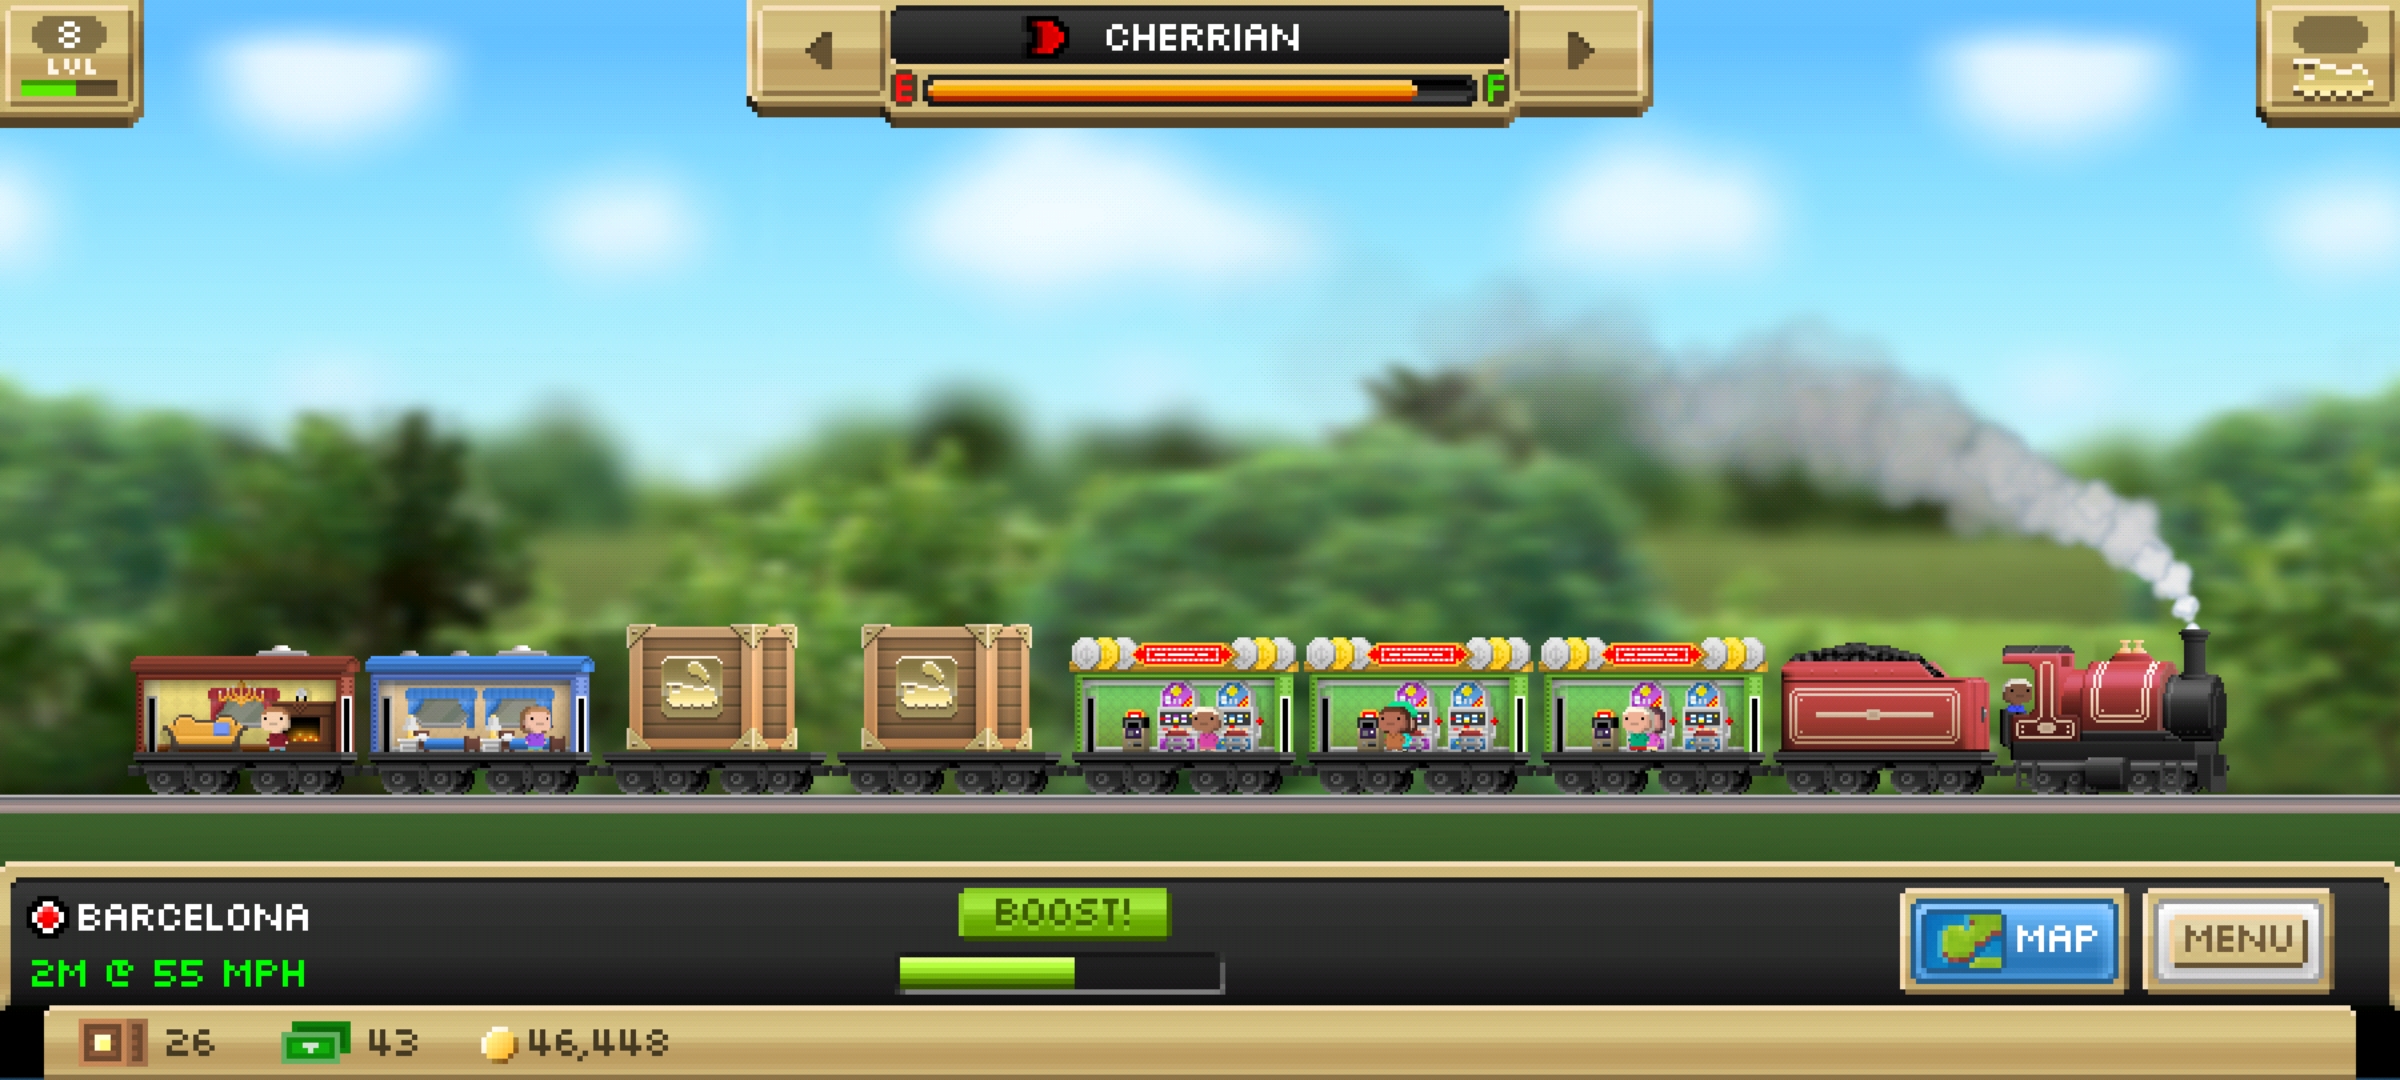 8
LVL
CHERRIAN
E F
BARCELONA
2M @ 55 MPH
BOOST!
MAP
MENU
26 43 46,448